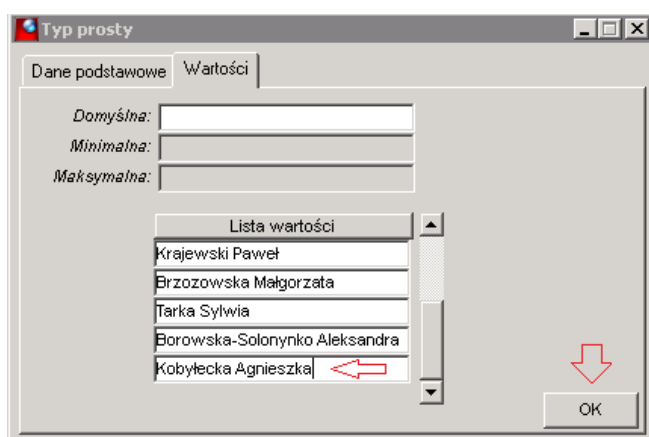 Typ prosty
Dane podstawowe Wartości
Domyślna:
Minimalna:
Maksymalna:
Lista wartości
Krajewski Paweł
Brzozowska Małgorzata
Tarka Sylwia
Borowska-Solonynko Aleksandra
Kobyłecka Agnieszka
OK